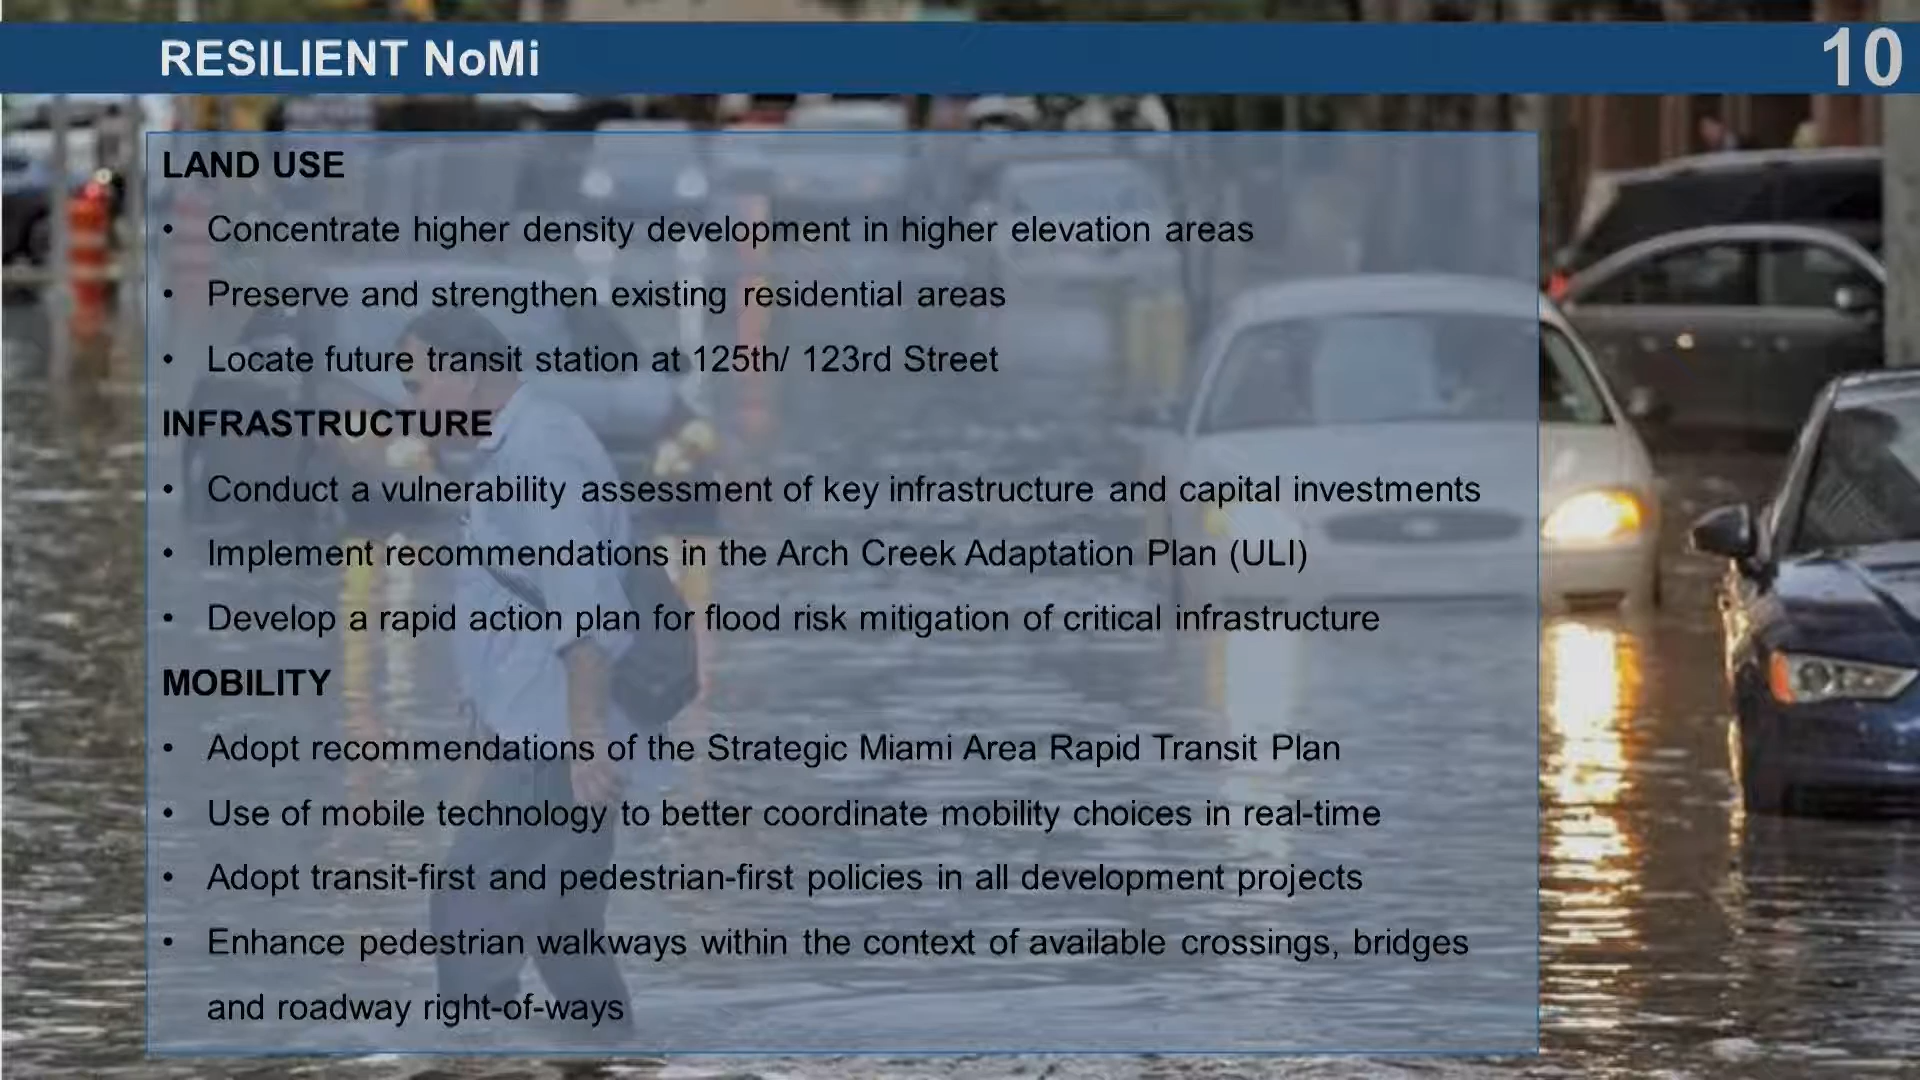 RESILIENT NoMi
10
LAND USE
• Concentrate higher density development in higher elevation areas
• Preserve and strengthen existing residential areas
• Locate future transit station at 125th/ 123rd Street
INFRASTRUCTURE
• Conduct a vulnerability assessment of key infrastructure and capital investments
• Implement recommendations in the Arch Creek Adaptation Plan (ULI)
• Develop a rapid action plan for flood risk mitigation of critical infrastructure
MOBILITY
• Adopt recommendations of the Strategic Miami Area Rapid Transit Plan
• Use of mobile technology to better coordinate mobility choices in real-time
• Adopt transit-first and pedestrian-first policies in all development projects
• Enhance pedestrian walkways within the context of available crossings, bridges
and roadway right-of-ways